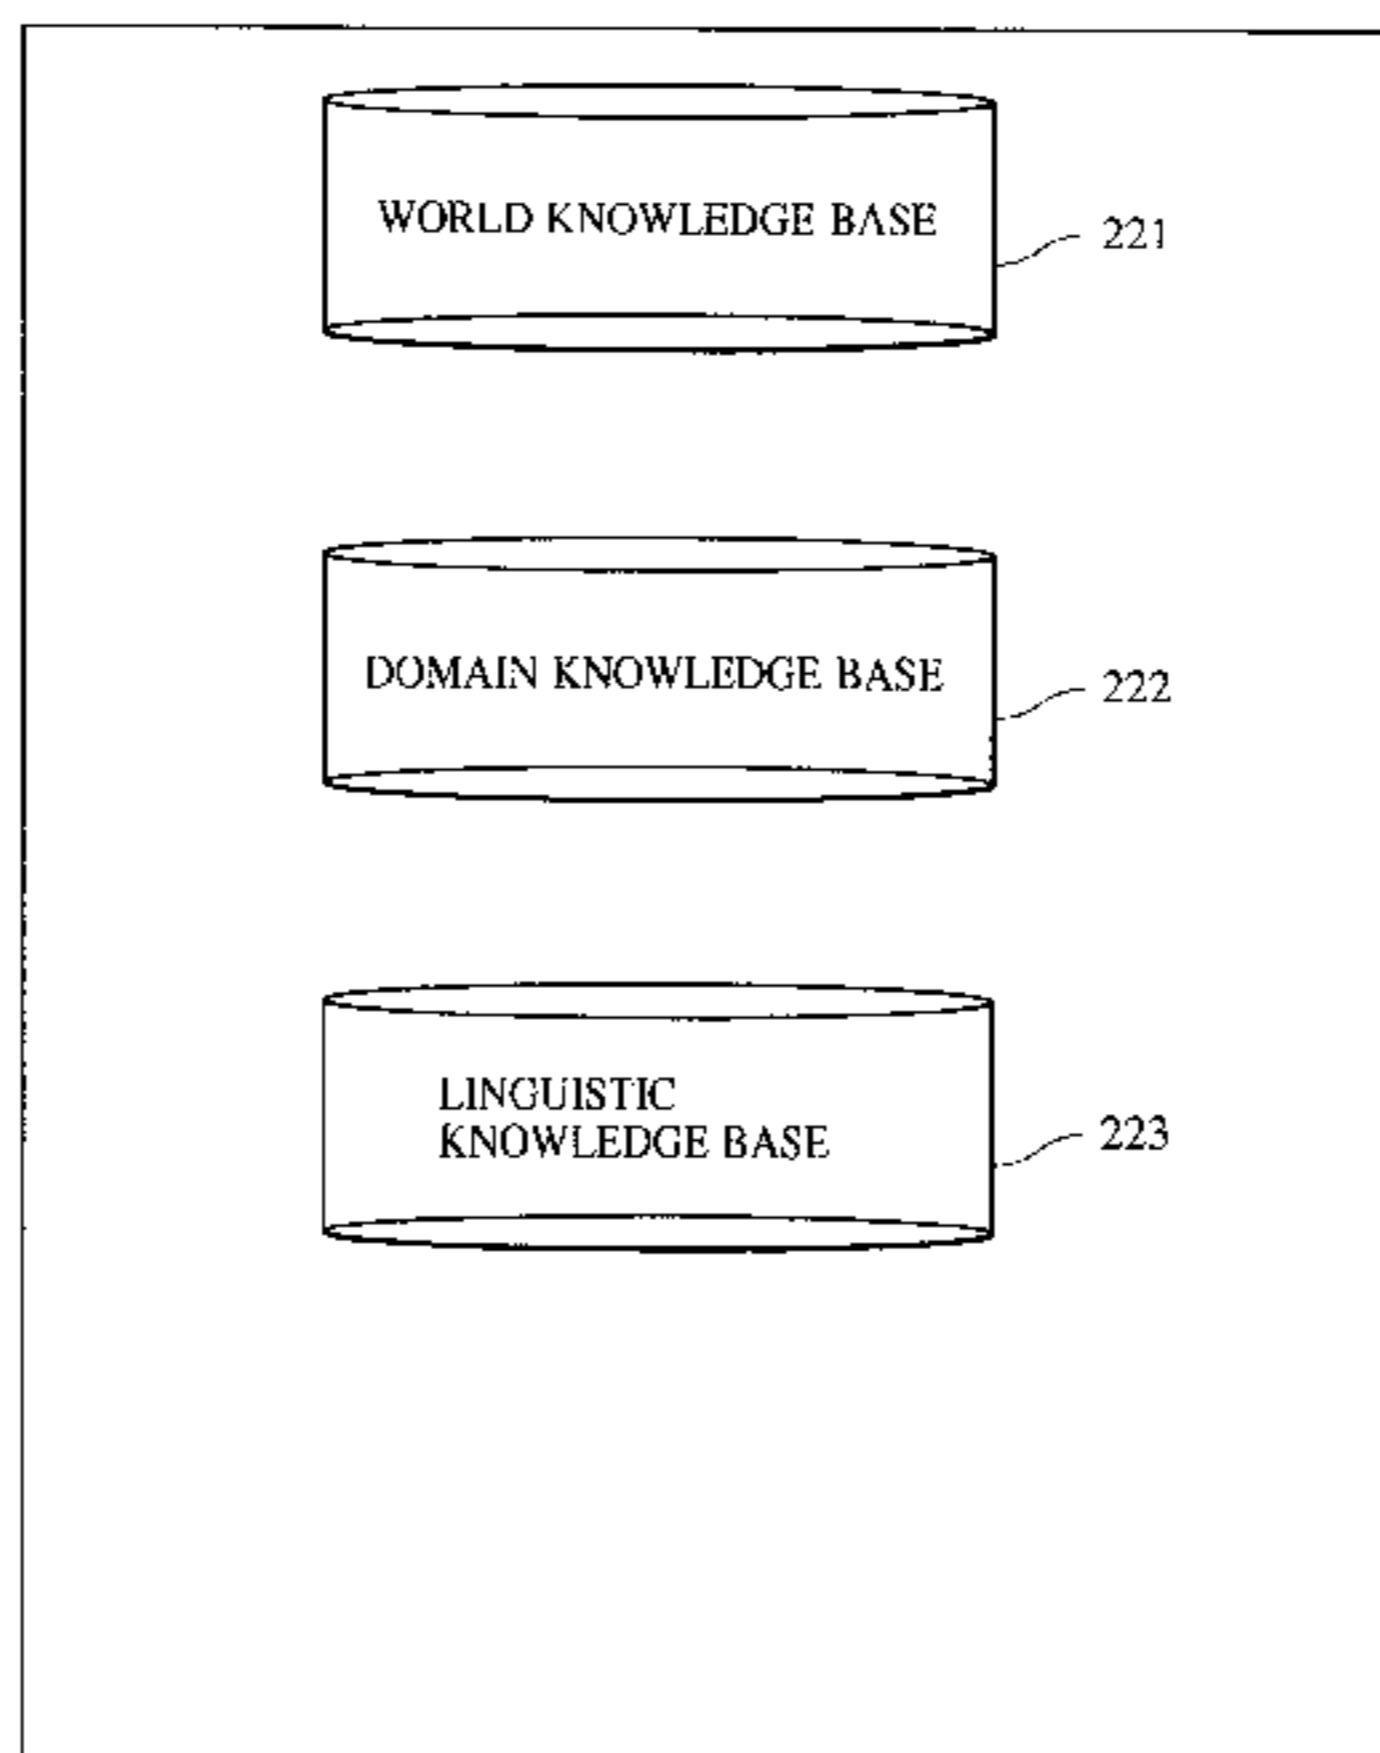 WORLD KNOWLEDGE BASE
221
DOMAIN KNOWLEDGE BASE
222
LINGUISTIC
KNOWLEDGE BASE
223